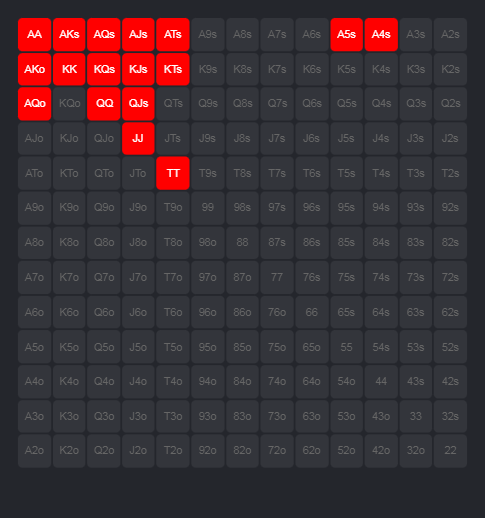 AA AKs AQs AJs ATs A9s A8s A7s A6s A5s A4s A3s A2s
AKo KK KQs KJs KTs K9s K8s K7s K6s K5s K4s K3s K2s
AQo KQo QQ QJs QTs Q9s Q8s Q7s Q6s Q5s Q4s Q3s Q2s
AJo KJo QJo JJ JTs J9s J8s J7s J6s J5s J4s J3s J2s
ATo KTo QTo JTo TT T9s T8s T7s T6s T5s T4s T3s T2s
A9o K9o Q9o J9o T9o 99 98s 97s 96s 95s 94s 93s 92s
A8o K8o Q8o J8o T8o 98o 88 87s 86s 85s 84s 83s 82s
A7o K7o Q7o J7o T7o 97o 87o 77 76s 75s 74s 73s 72s
A6o K6o Q6o J6o T6o 96o 86o 76o 66 65s 64s 63s 62s
A5o K5o Q5o J5o T5o 95o 85o 75o 65o 55 54s 53s 52s
A4o K4o Q4o J4o T4o 94o 84o 74o 64o 54o 44 43s 42s
A3o K3o Q3o J3o T3o 93o 83o 73o 63o 53o 43o 33 32s
A2o K2o Q2o J2o T2o 92o 82o 72o 62o 52o 42o 32o 22